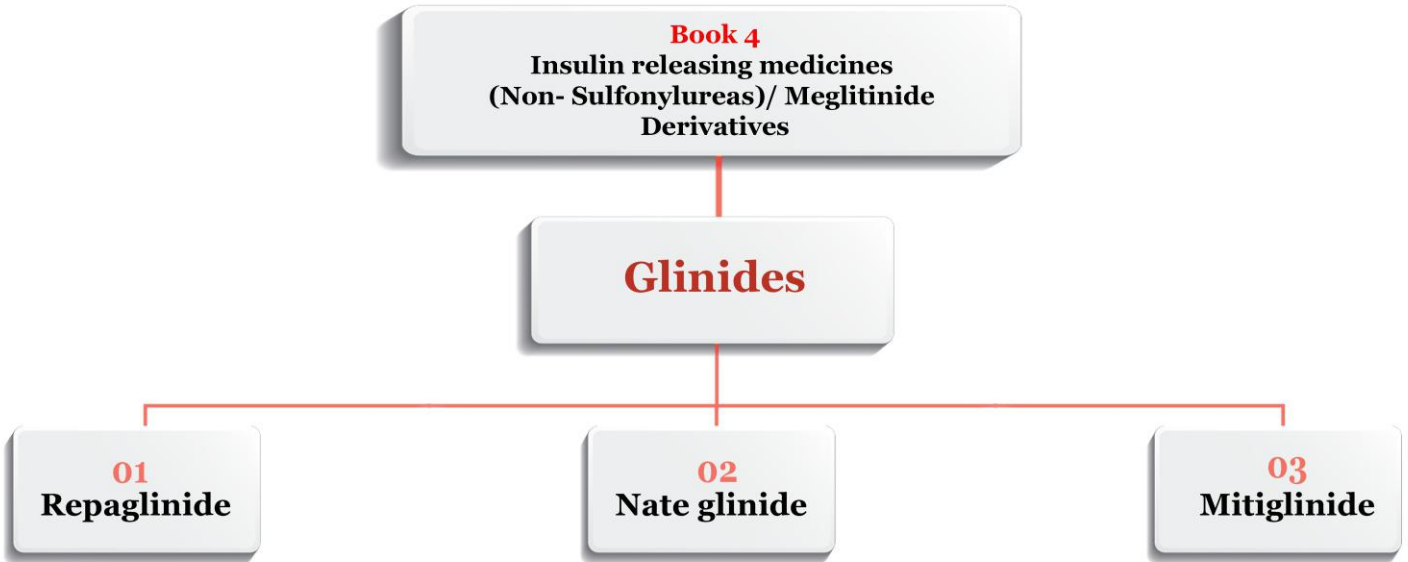 Book 4
Insulin releasing medicines
(Non- Sulfonylureas)/ Meglitinide
Derivatives
Glinides
01
Repaglinide
02
Nate glinide
03
Mitiglinide